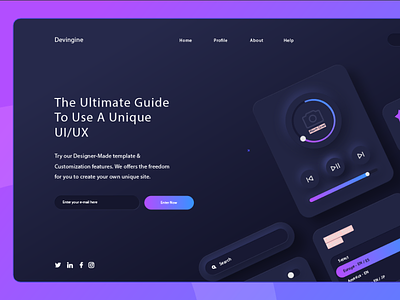 Devingine
Home
Profile
About
Help
The Ultimate Guide
To Use A Unique
UI/UX
Try our Designer-Made template &
Customization features. We offers the freedom
for you to create your own unique site.
Enter your e-mail here
Enter Now
Search